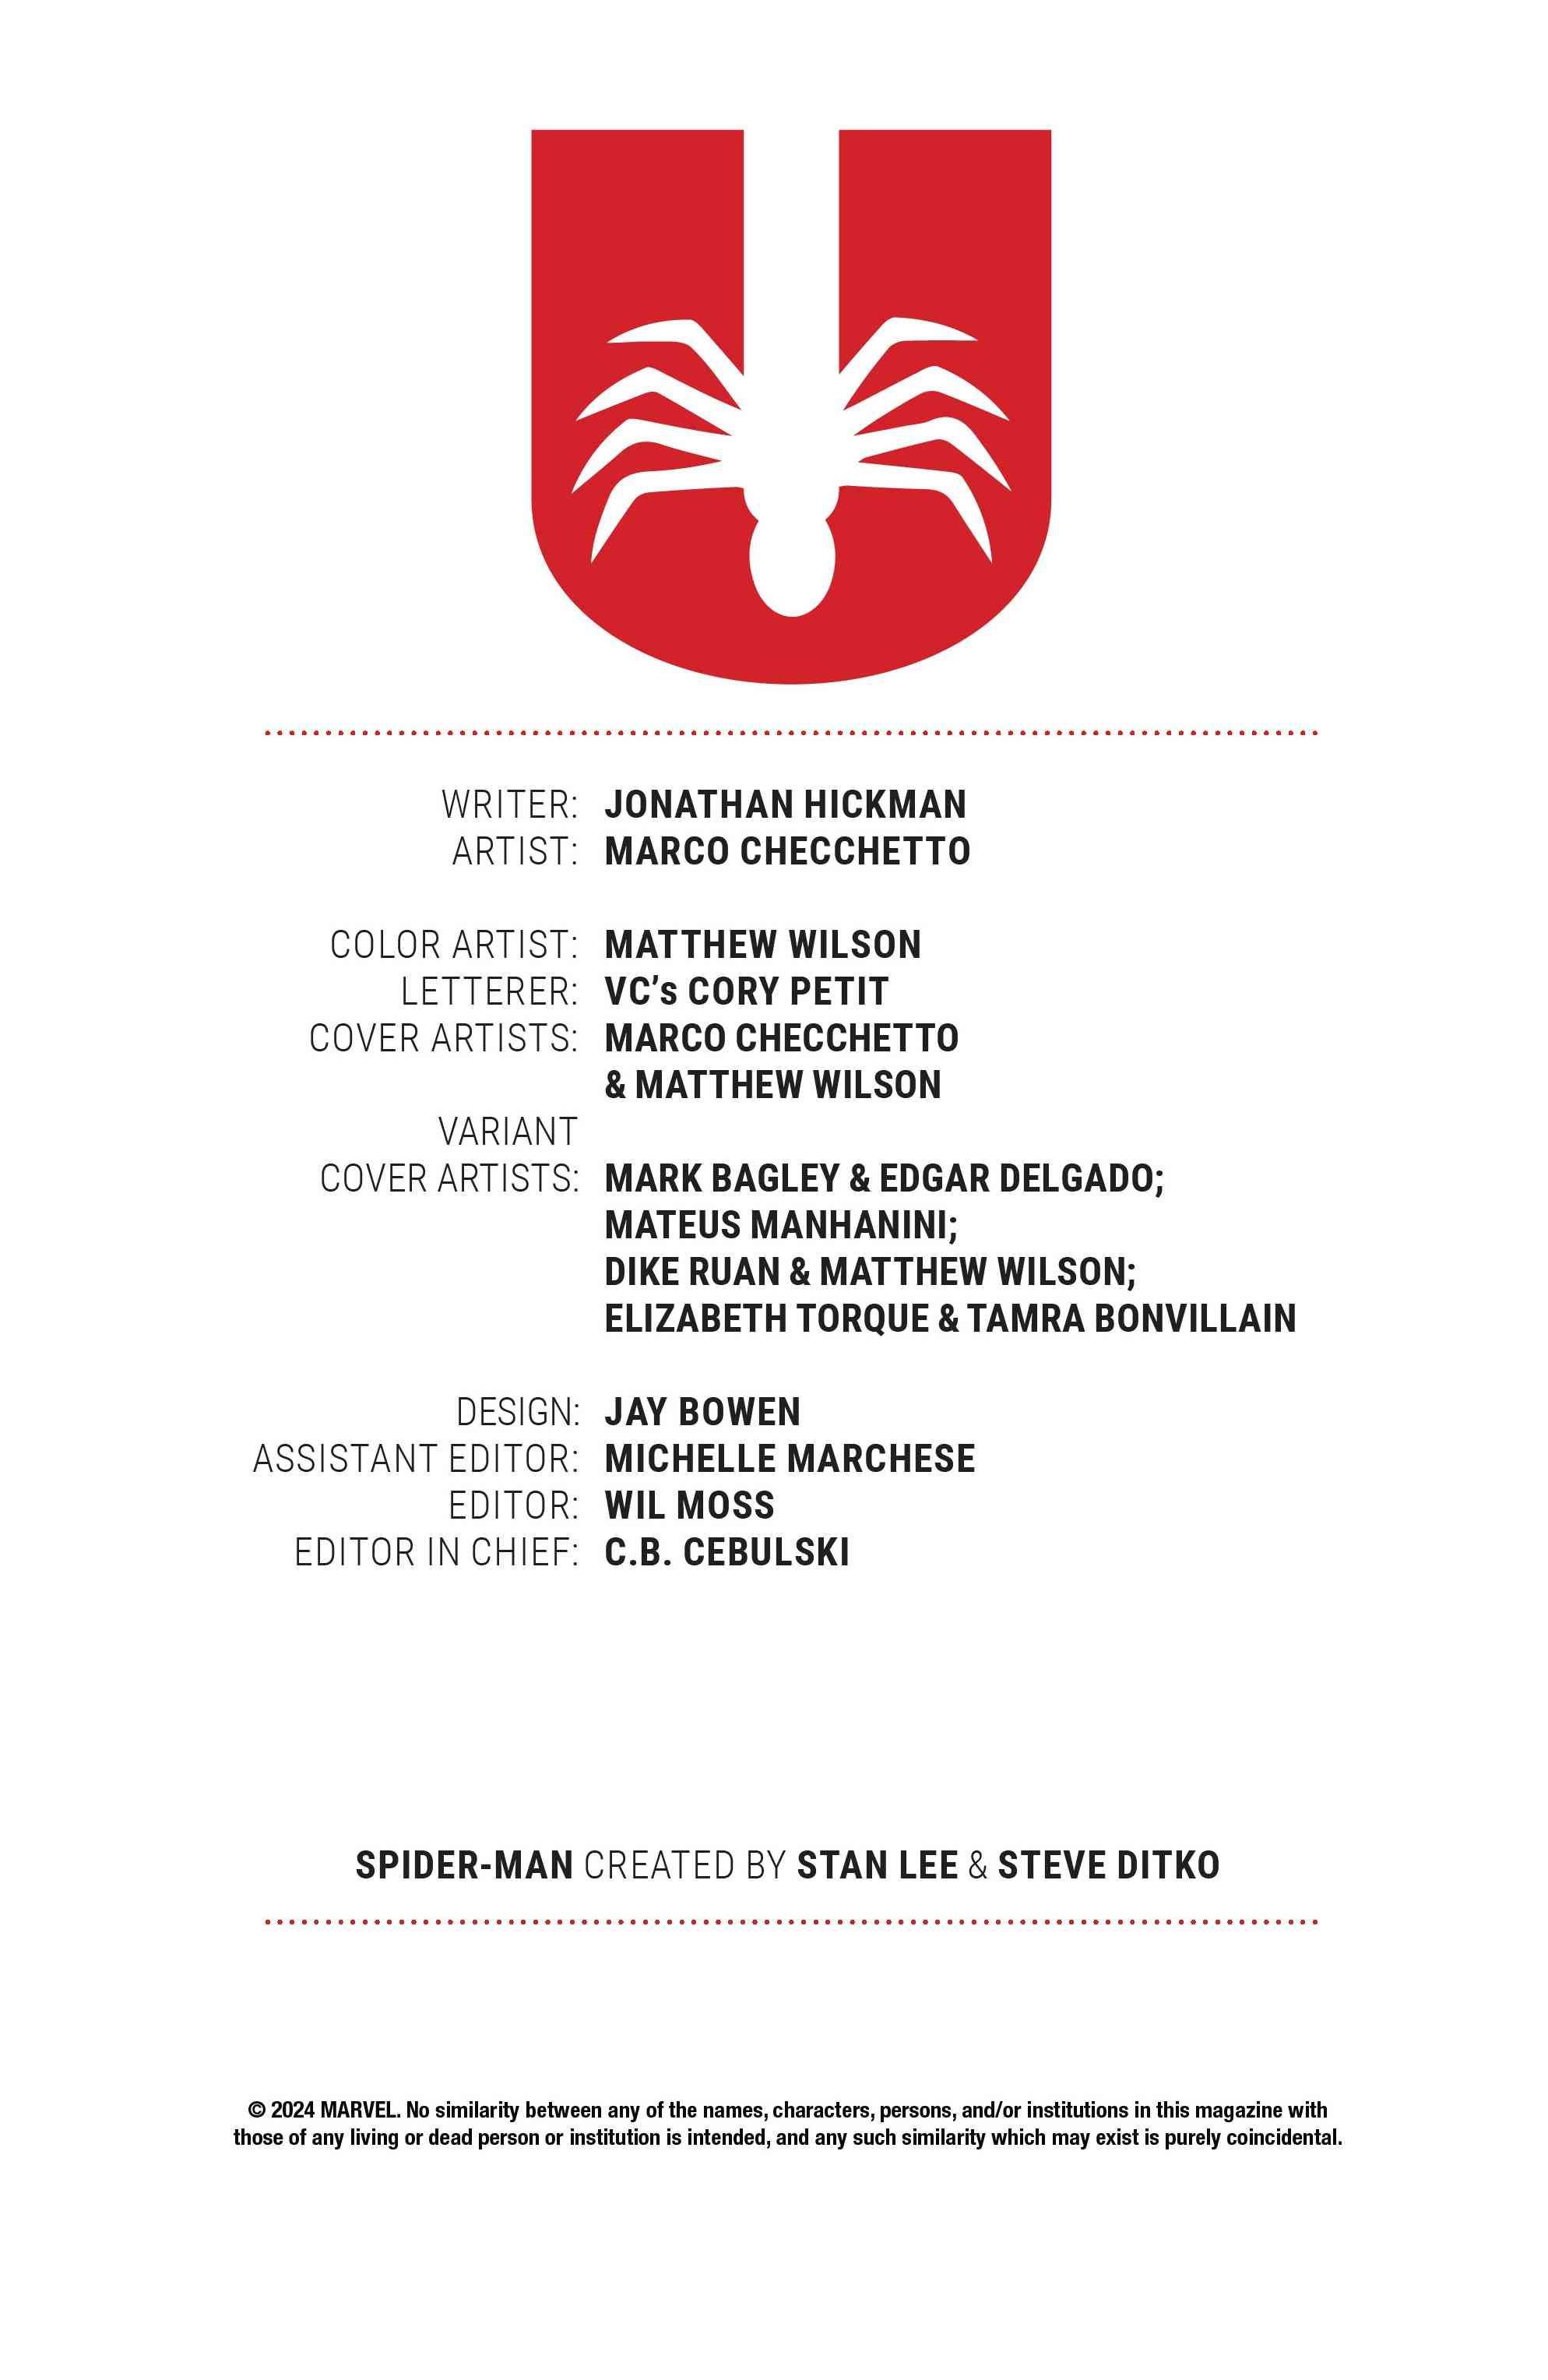 WRITER: JONATHAN HICKMAN
ARTIST: MARCO CHECCHETTO
COLOR ARTIST: MATTHEW WILSON
LETTERER: VC’s CORY PETIT
COVER ARTISTS: MARCO CHECCHETTO
& MATTHEW WILSON
VARIANT
COVER ARTISTS: MARK BAGLEY & EDGAR DELGADO;
MATEUS MANHANINI;
DIKE RUAN & MATTHEW WILSON;
ELIZABETH TORQUE & TAMRA BONVILLAIN
DESIGN: JAY BOWEN
ASSISTANT EDITOR: MICHELLE MARCHESE
EDITOR: WIL MOSS
EDITOR IN CHIEF: C.B. CEBULSKI
SPIDER-MAN CREATED BY STAN LEE & STEVE DITKO
© 2024 MARVEL. No similarity between any of the names, characters, persons, and/or institutions in this magazine with
those of any living or dead person or institution is intended, and any such similarity which may exist is purely coincidental.